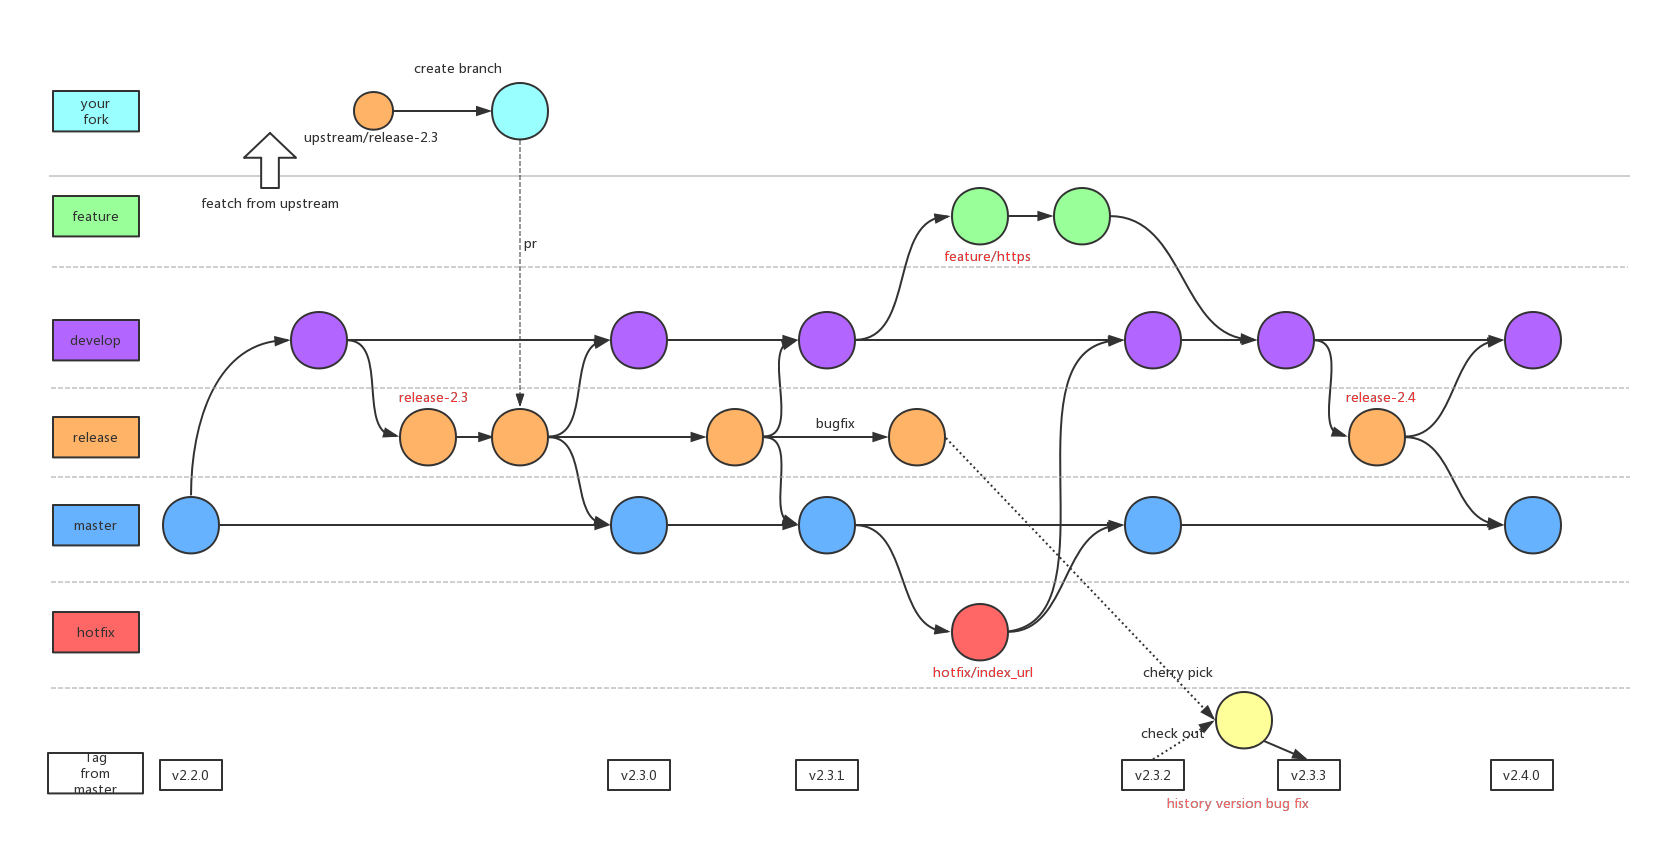 create branch
your
fork
upstream/release-2.3
featch from upstream
feature
pr
feature/https
develop
release-2.3
release-2.4
release
bugfix
master
hotfix
hotfix/index_url
cherry pick
check out
Tag
from
master
v2.2.0
v2.3.0
v2.3.1
v2.3.2
v2.3.3
v2.4.0
history version bug fix